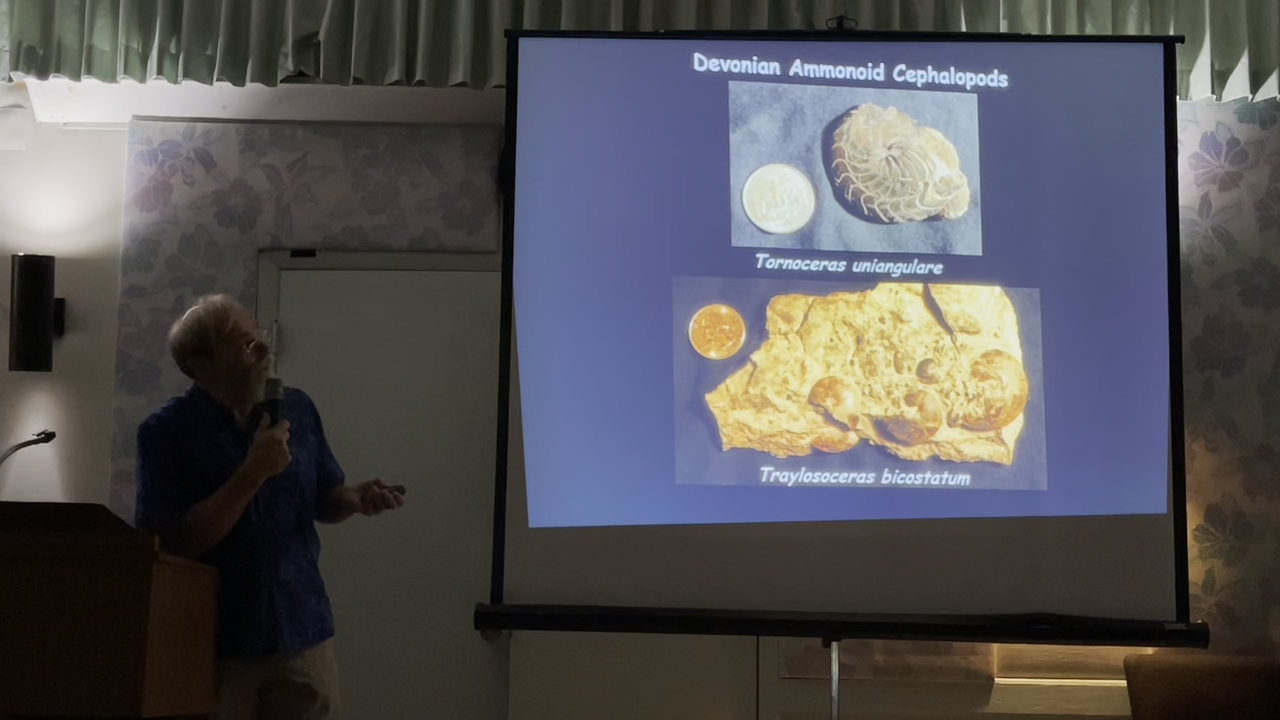 Devonian Ammonoid Cephalopods
Tornoceras uniangulare
Traylosoceras bicostatum